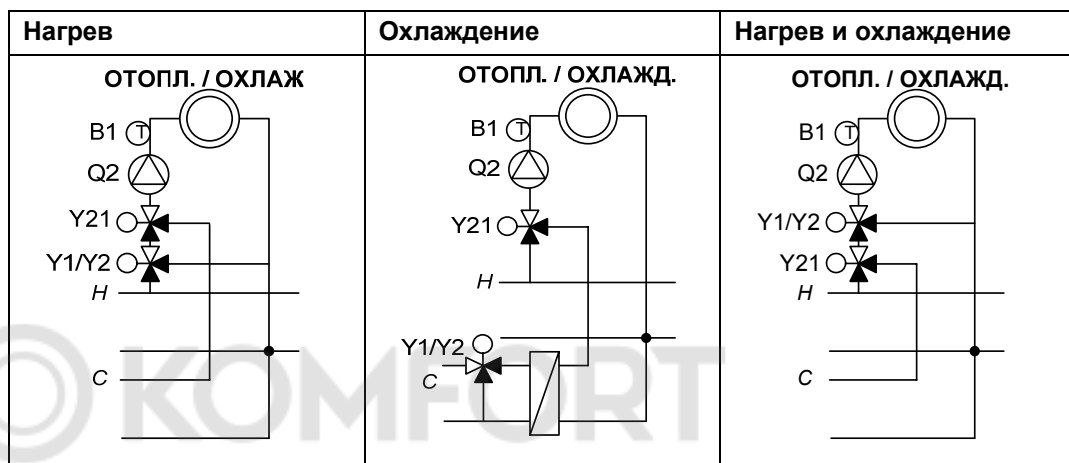 Нагрев
Охлаждение
Нагрев и охлаждение
ОТОПЛ. / ОХЛАЖ
B1
T
Q2
Y21
Y1/Y2
H
C
ОТОПЛ. / ОХЛАЖД.
B1
T
Q2
Y21
H
Y1/Y2
C
ОТОПЛ. / ОХЛАЖД.
B1
T
Q2
Y1/Y2
Y21
H
C
KOMFORT